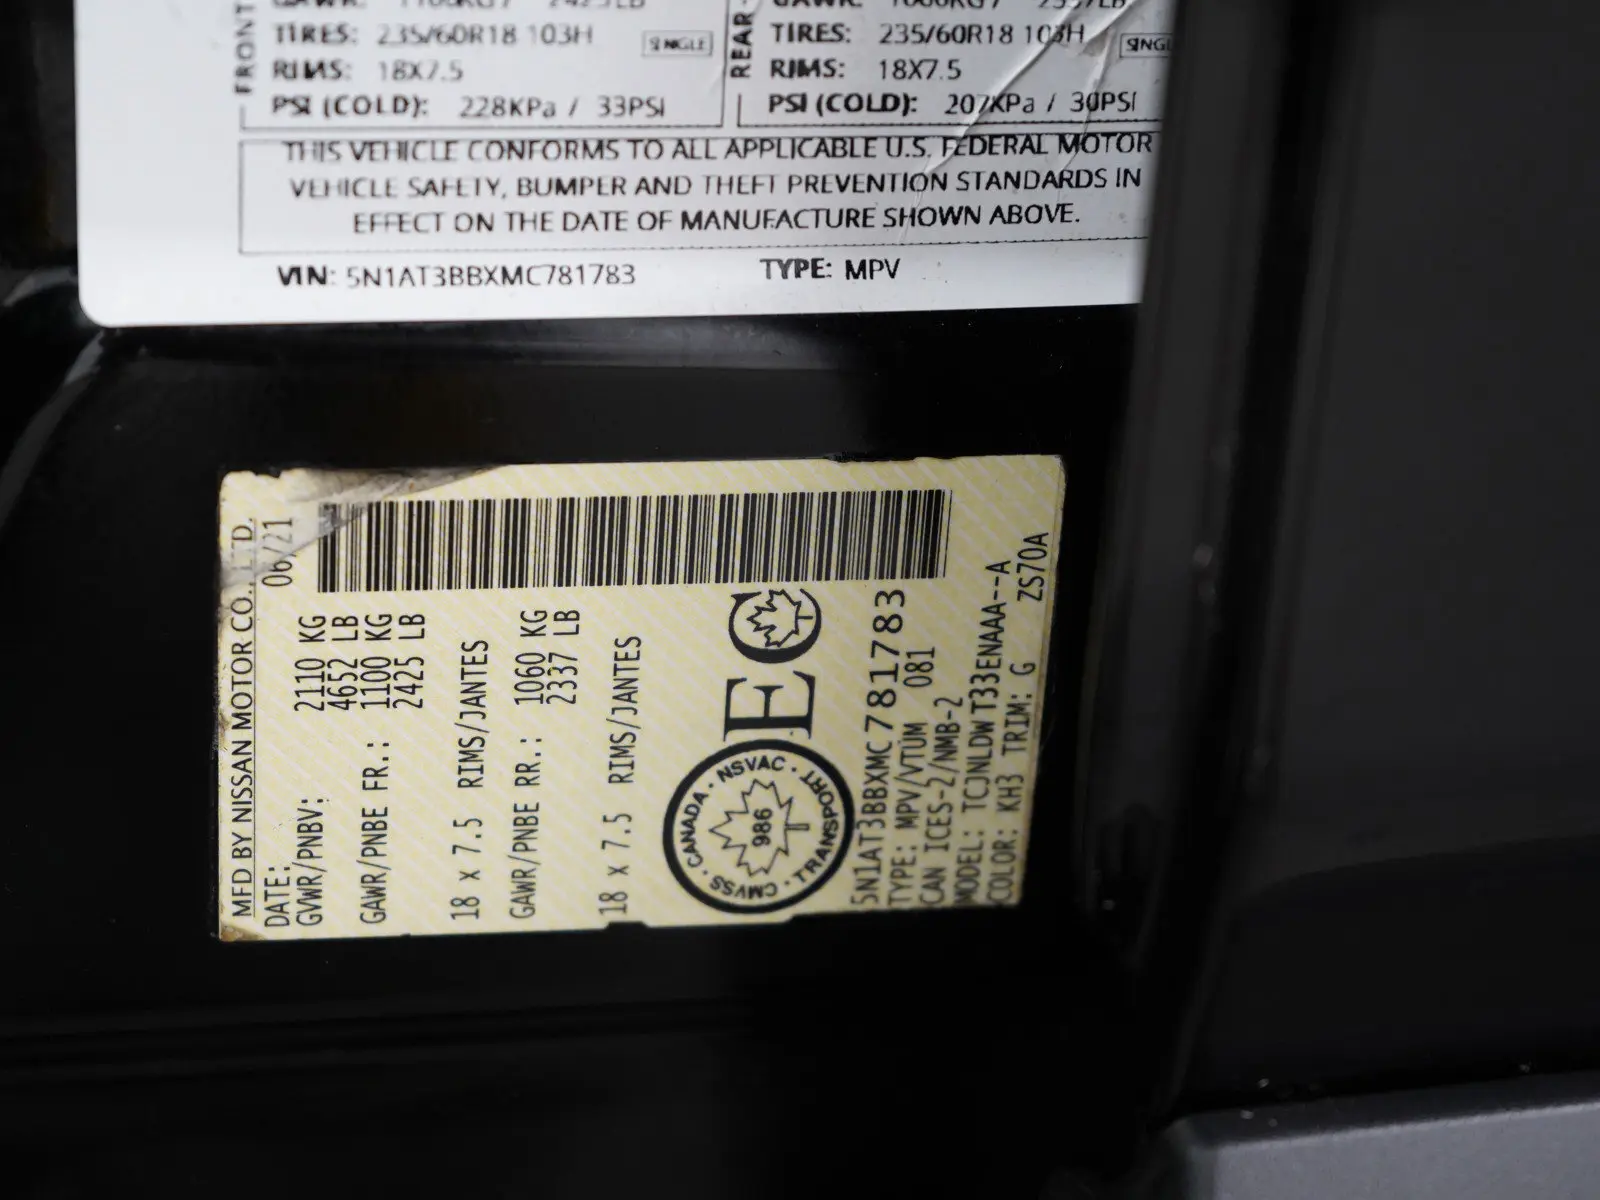 FRONT
TIRES: 235/60R18 103H SINGLE
RIMS: 18X7.5
PSI (COLD): 228KPa / 33PSI
REAR
TIRES: 235/60R18 103H
RIMS: 18X7.5
PSI (COLD): 207KPa / 30PSI
THIS VEHICLE CONFORMS TO ALL APPLICABLE U.S. FEDERAL MOTOR
VEHICLE SAFETY, BUMPER AND THEFT PREVENTION STANDARDS IN
EFFECT ON THE DATE OF MANUFACTURE SHOWN ABOVE.
VIN: 5N1AT3BBXMC781783 TYPE: MPV
MFD BY NISSAN MOTOR CO., LTD.
DATE: 06/21
GVWR/PNBV: 2110 KG
4652 LB
GAWR/PNBE FR.: 1100 KG
2425 LB
18 x 7.5 RIMS/JANTES
GAWR/PNBE RR.: 1060 KG
2337 LB
18 x 7.5 RIMS/JANTES
CANADA · NSVAC · TRANSPORT · CMVSS ·
986
EC
5N1AT3BBXMC781783
TYPE: MPV/VTUM 081
CAN ICES-2/NMB-2
MODEL: TCJNLDWT33ENAAA--A
COLOR: KH3 TRIM: G ZS70A